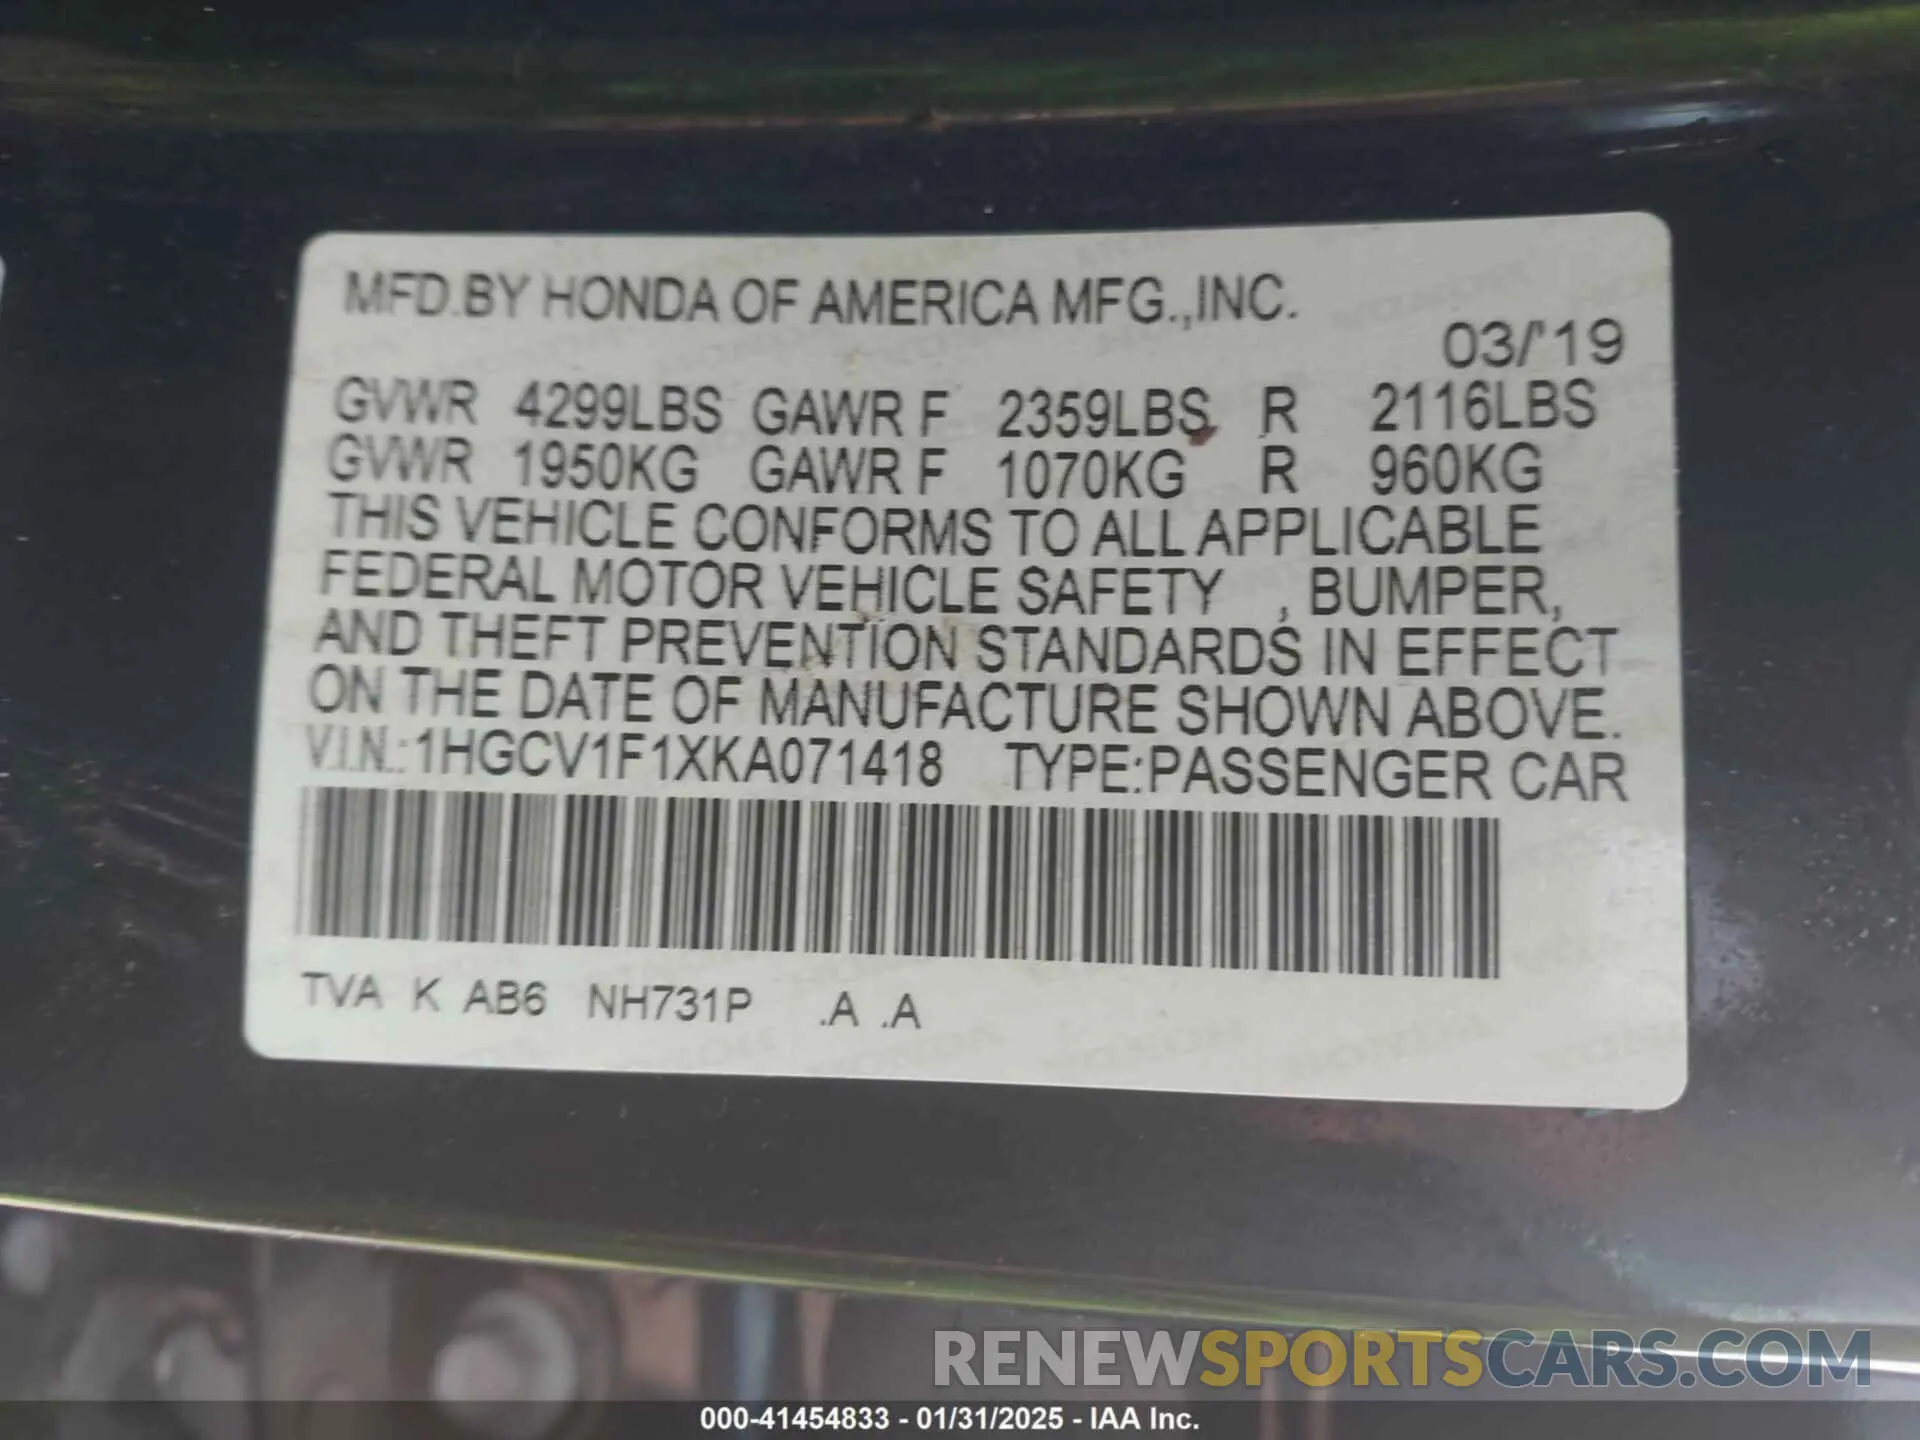 MFD.BY HONDA OF AMERICA MFG.,INC.
03/'19
GVWR 4299LBS GAWR F 2359LBS R 2116LBS
GVWR 1950KG GAWR F 1070KG R 960KG
THIS VEHICLE CONFORMS TO ALL APPLICABLE
FEDERAL MOTOR VEHICLE SAFETY , BUMPER,
AND THEFT PREVENTION STANDARDS IN EFFECT
ON THE DATE OF MANUFACTURE SHOWN ABOVE.
V.I.N.:1HGCV1F1XKA071418 TYPE:PASSENGER CAR
TVA K AB6 NH731P .A .A
RENEWSPORTSCARS.COM
000-41454833 - 01/31/2025 - IAA Inc.